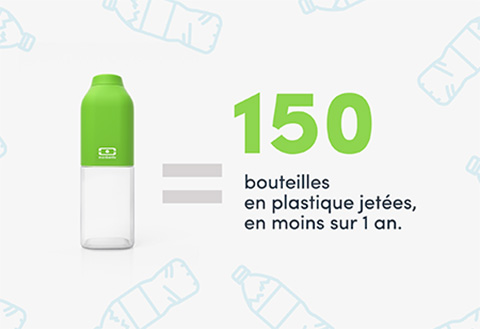 150
bouteilles
en plastique jetées,
en moins sur 1 an.